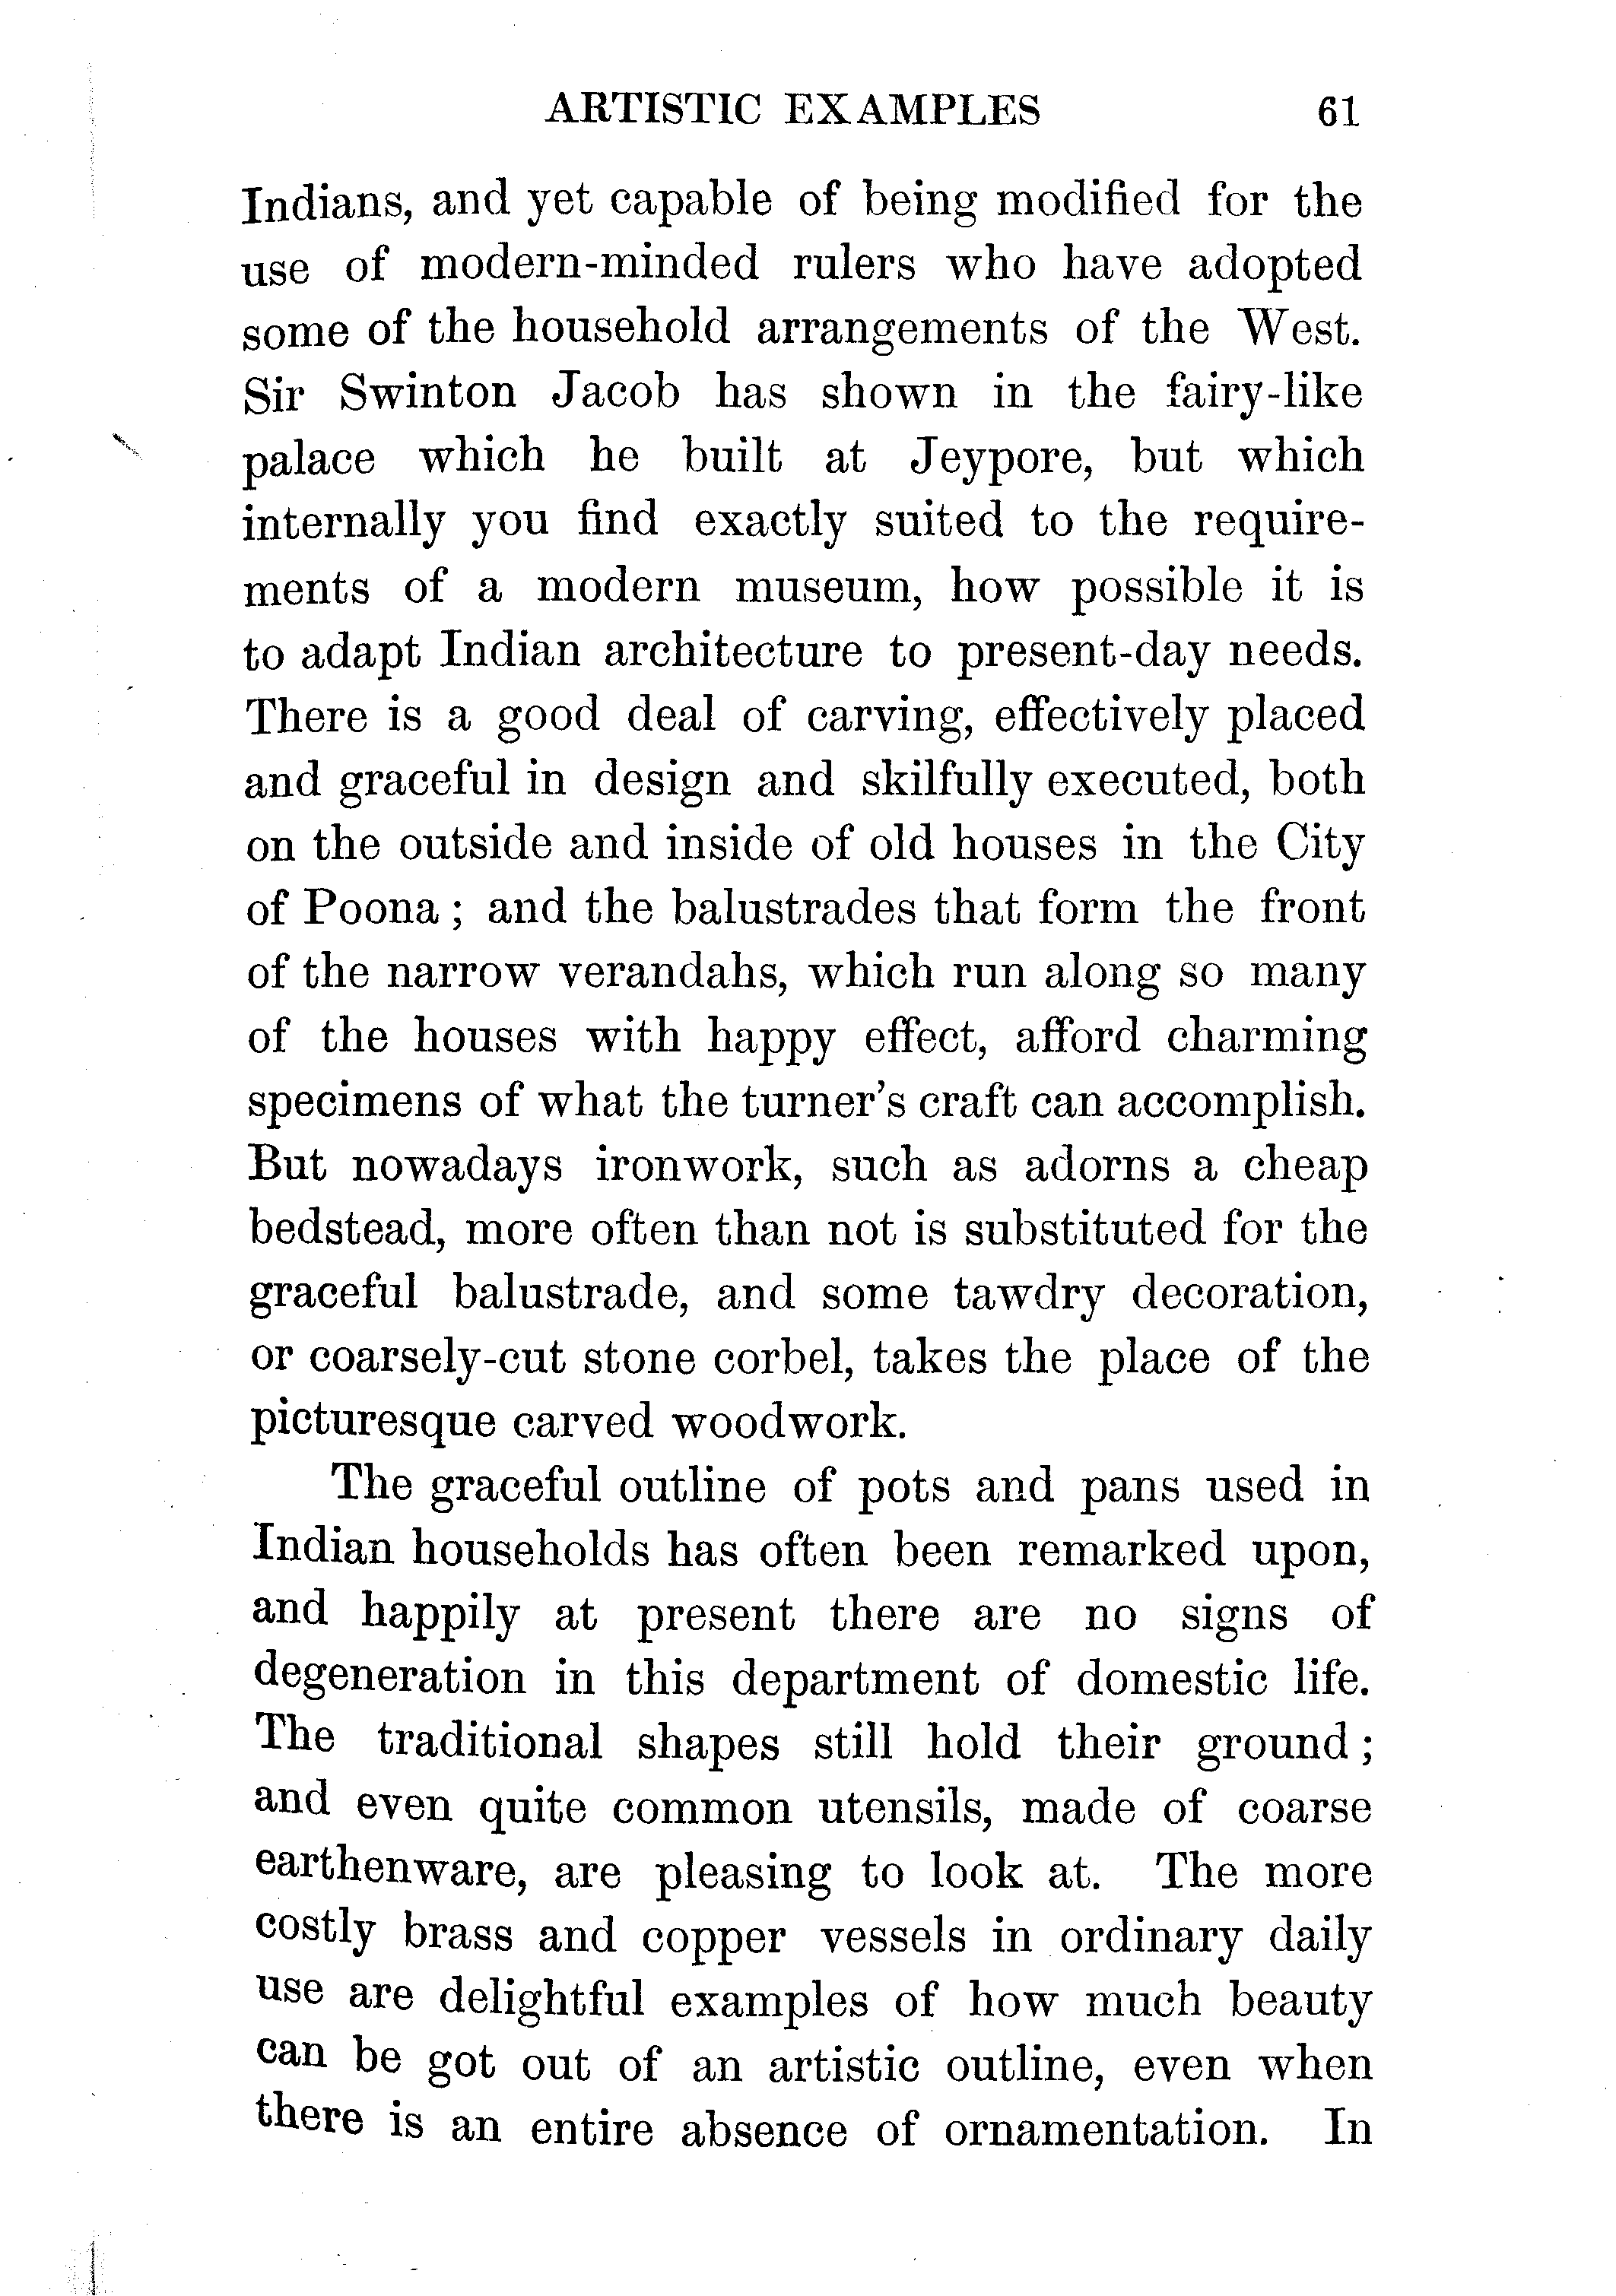 ARTISTIC EXAMPLES 61
Indians, and yet capable of being modified for the
use of modern-minded rulers who have adopted
some of the household arrangements of the West.
Sir Swinton Jacob has shown in the fairy-like
palace which he built at Jeypore, but which
internally you find exactly suited to the require-
ments of a modern museum, how possible it is
to adapt Indian architecture to present-day needs.
There is a good deal of carving, effectively placed
and graceful in design and skilfully executed, both
on the outside and inside of old houses in the City
of Poona ; and the balustrades that form the front
of the narrow verandahs, which run along so many
of the houses with happy effect, afford charming
specimens of what the turner's craft can accomplish.
But nowadays ironwork, such as adorns a cheap
bedstead, more often than not is substituted for the
graceful balustrade, and some tawdry decoration,
or coarsely-cut stone corbel, takes the place of the
picturesque carved woodwork.
The graceful outline of pots and pans used in
Indian households has often been remarked upon,
and happily at present there are no signs of
degeneration in this department of domestic life.
The traditional shapes still hold their ground ;
and even quite common utensils, made of coarse
earthenware, are pleasing to look at. The more
costly brass and copper vessels in ordinary daily
use are delightful examples of how much beauty
can be got out of an artistic outline, even when
there is an entire absence of ornamentation. In